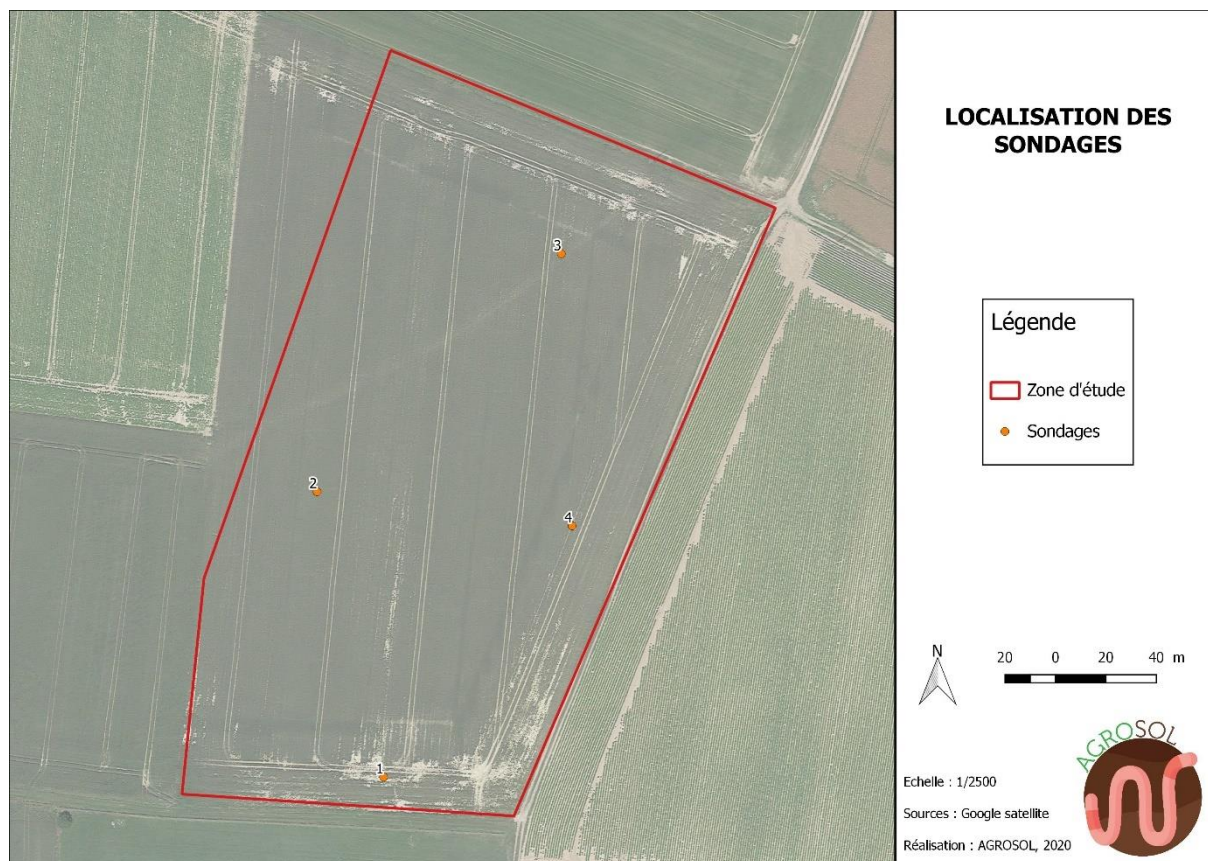 LOCALISATION DES
SONDAGES
3
2
4
1
Légende
Zone d'étude
Sondages
N
20 0 20 40 m
AGROSOL
Echelle : 1/2500
Sources : Google satellite
Réalisation : AGROSOL, 2020